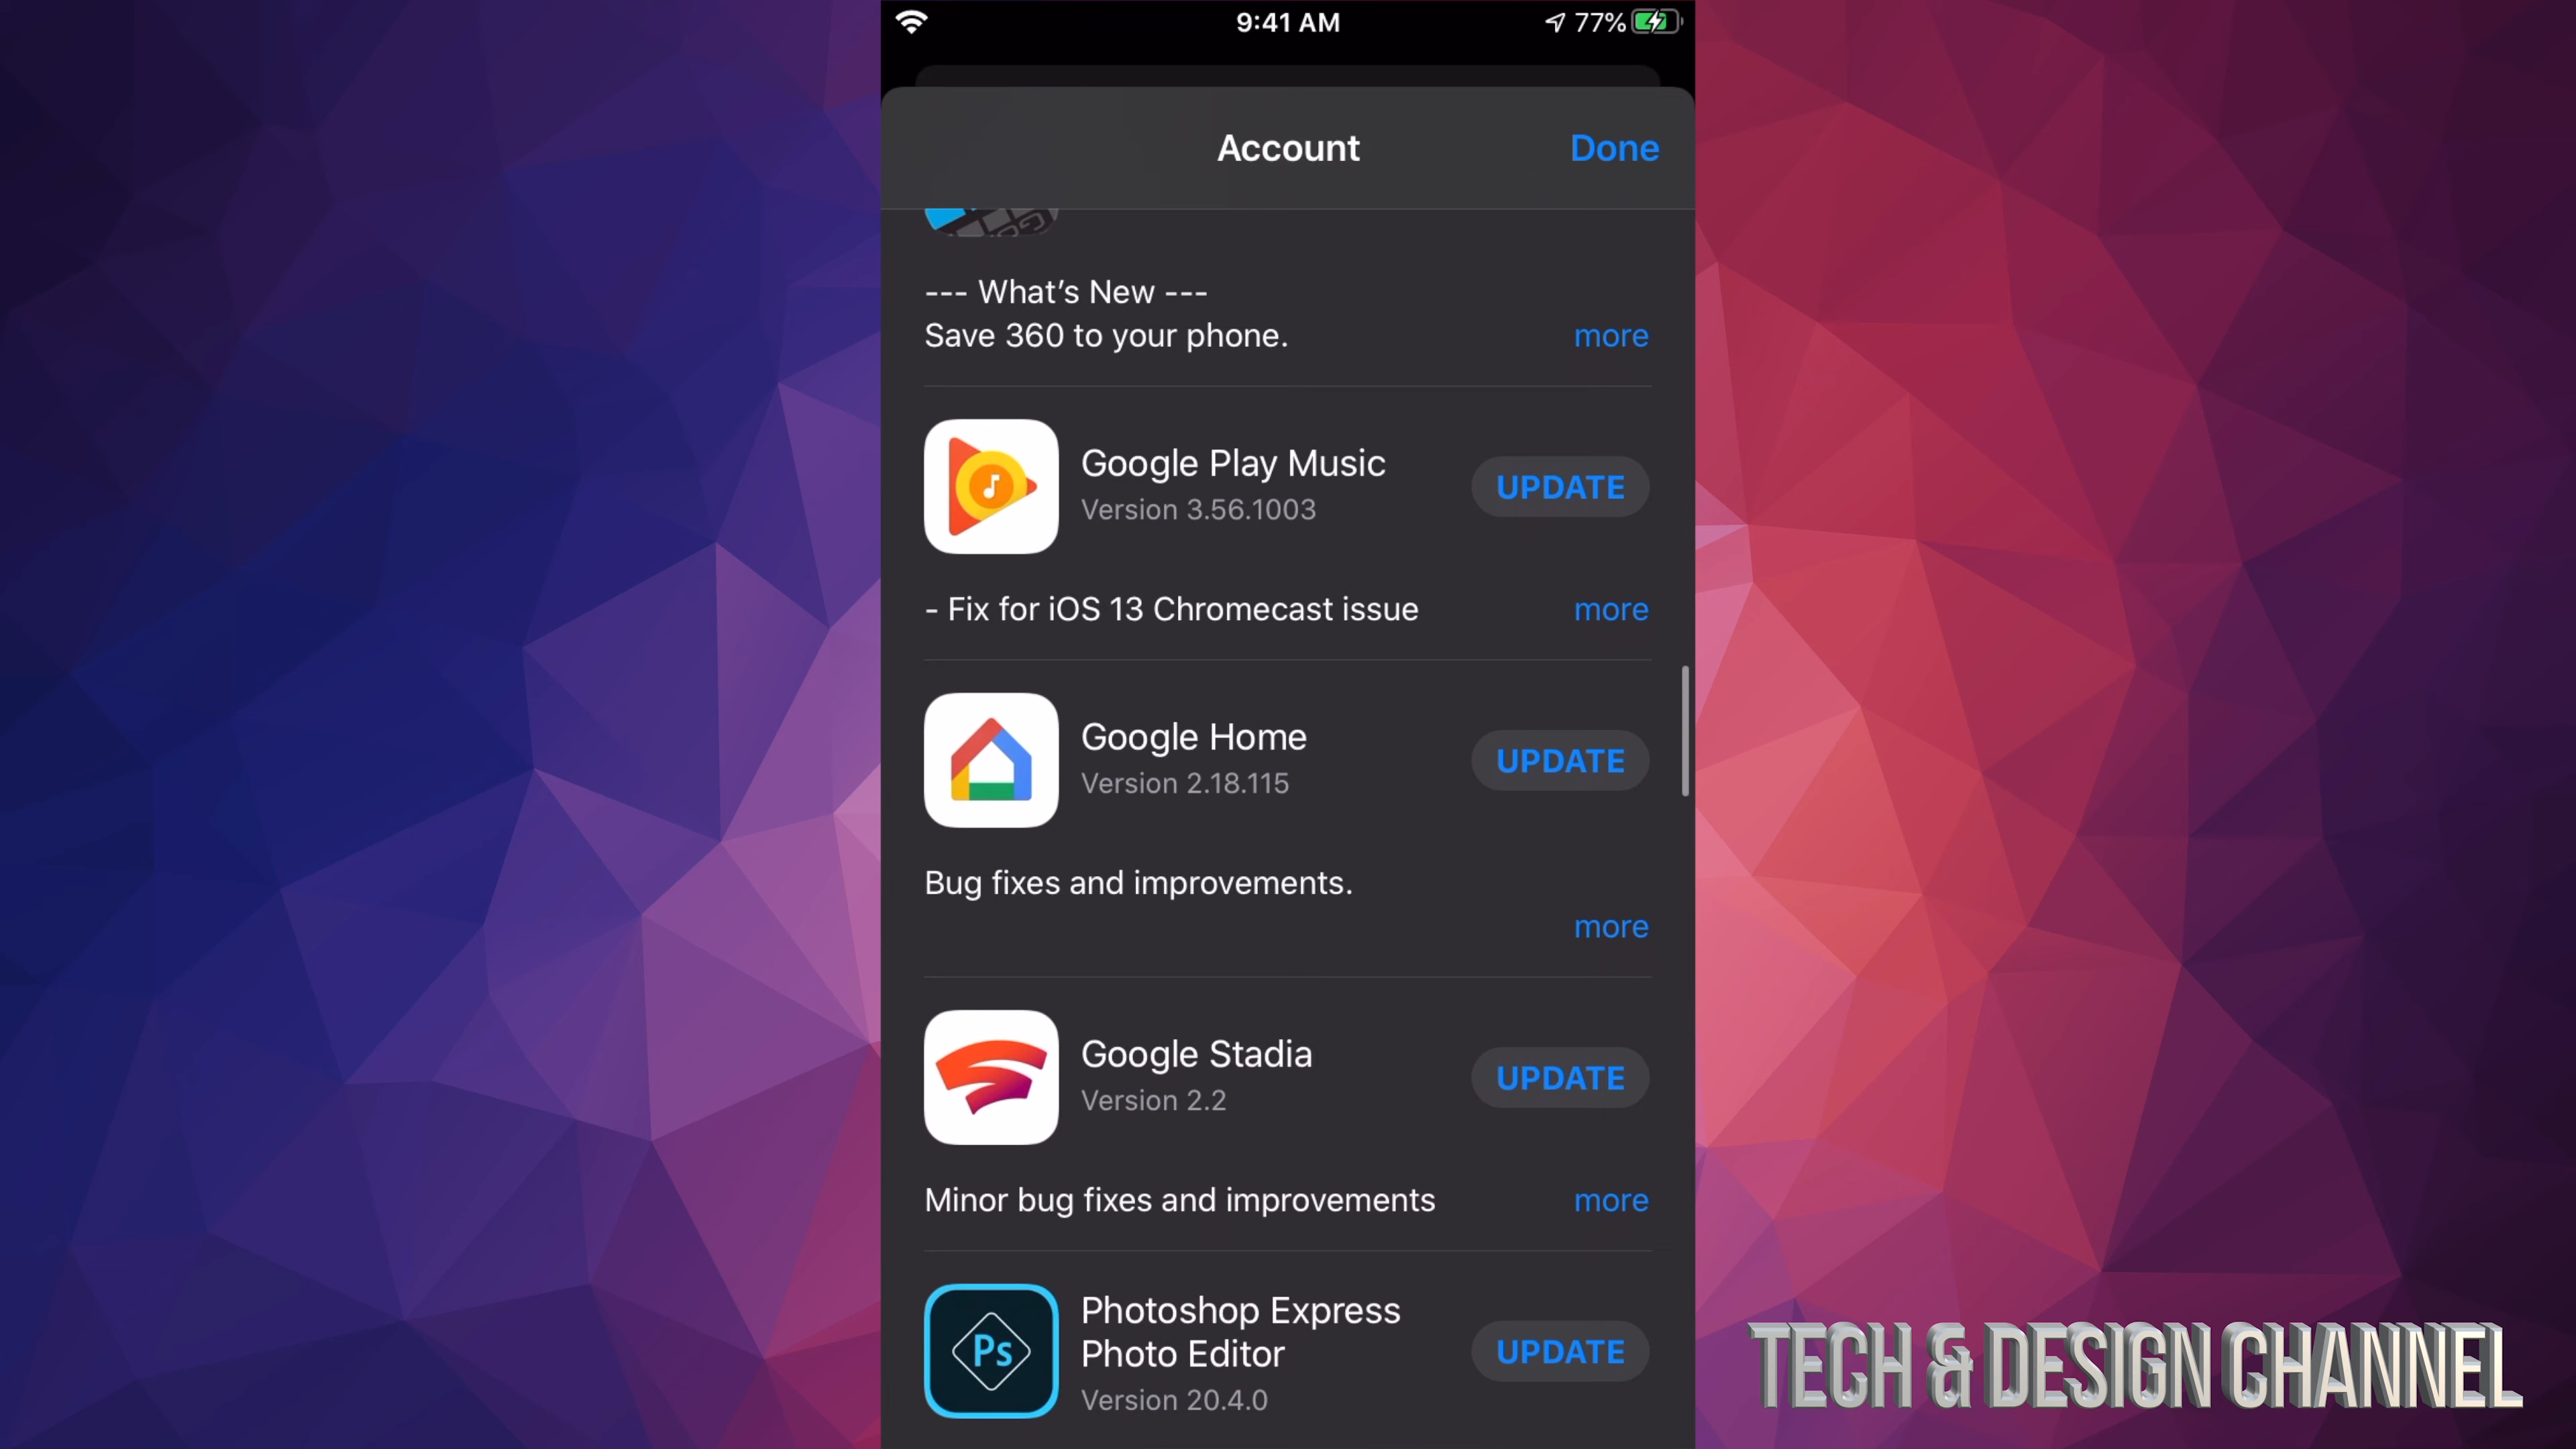 9:41 AM
77%
Account
Done
--- What’s New ---
Save 360 to your phone.
more
Google Play Music
Version 3.56.1003
UPDATE
- Fix for iOS 13 Chromecast issue
more
Google Home
Version 2.18.115
UPDATE
Bug fixes and improvements.
more
Google Stadia
Version 2.2
UPDATE
Minor bug fixes and improvements
more
Ps
Photoshop Express
Photo Editor
Version 20.4.0
UPDATE
TECH & DESIGN CHANNEL